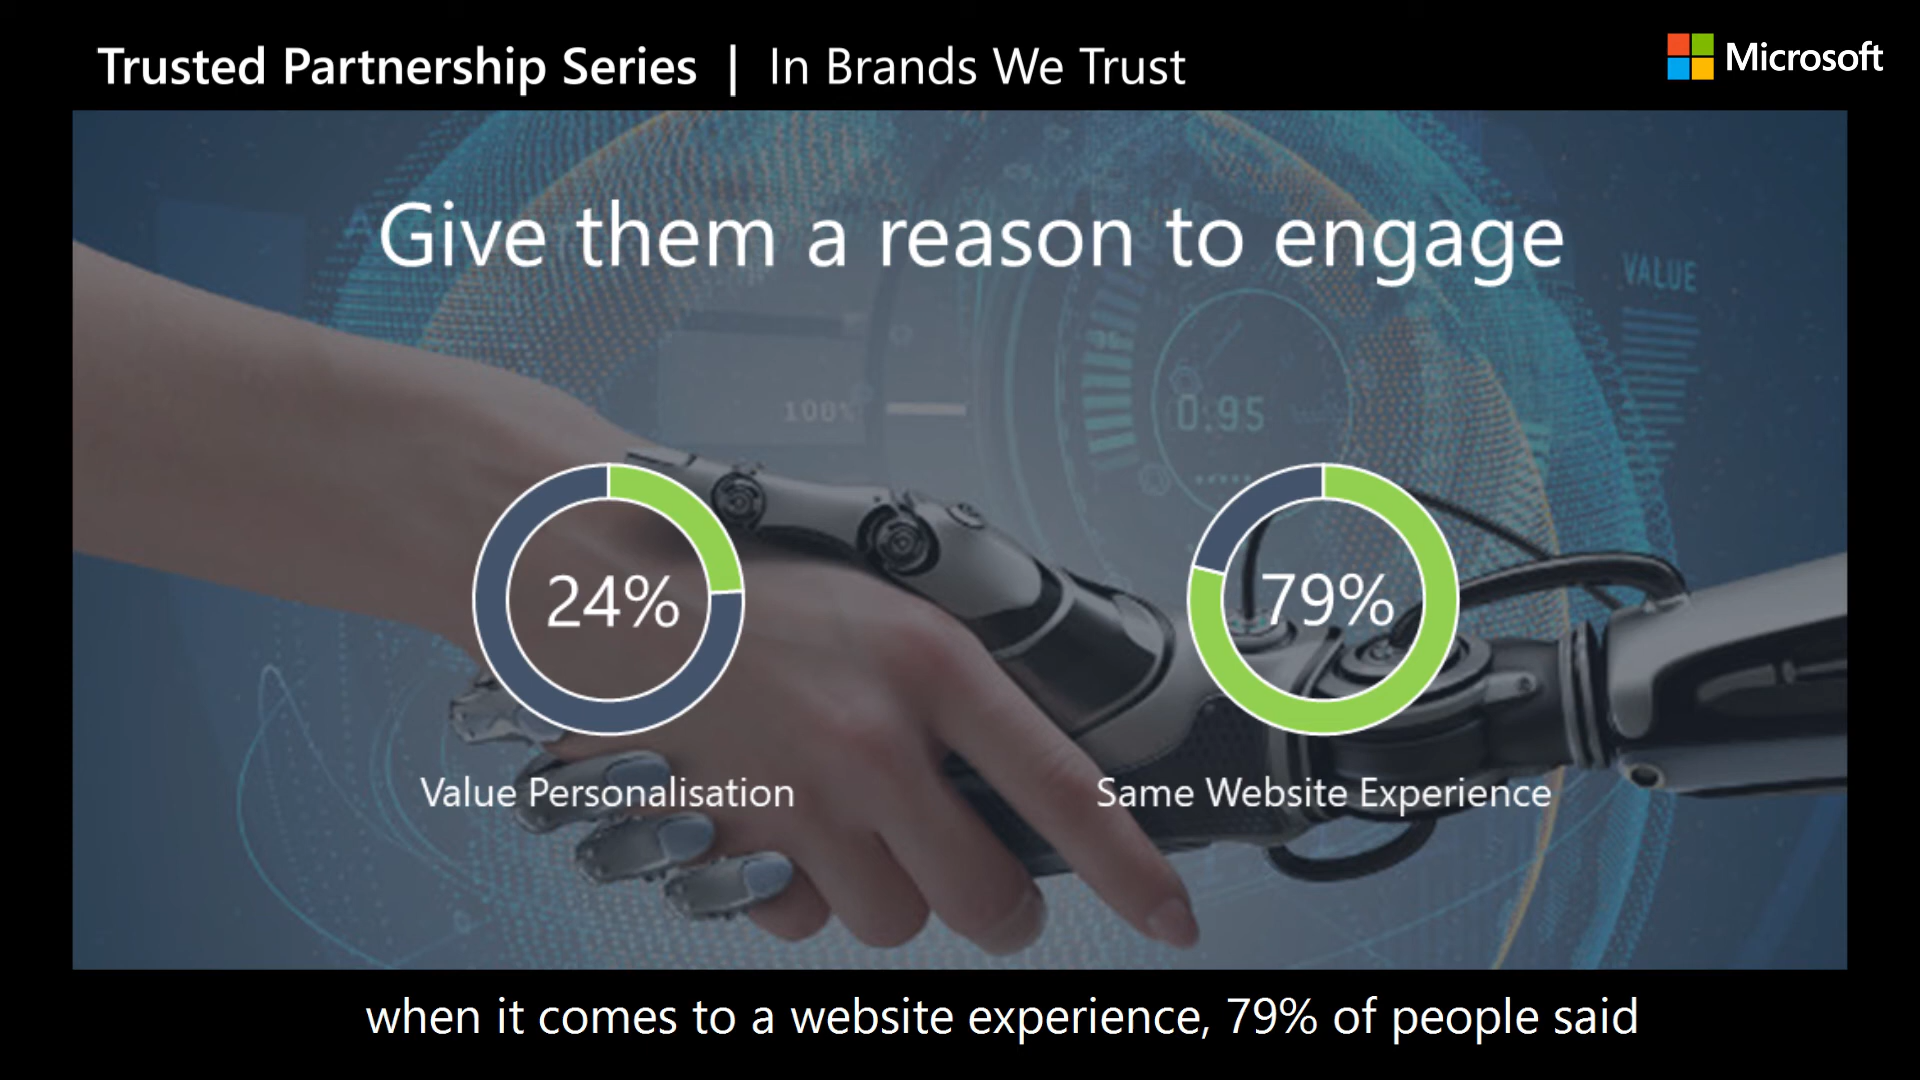 Trusted Partnership Series | In Brands We Trust
Microsoft
Give them a reason to engage
VALUE
100%
0.95
24%
79%
Value Personalisation
Same Website Experience
when it comes to a website experience, 79% of people said